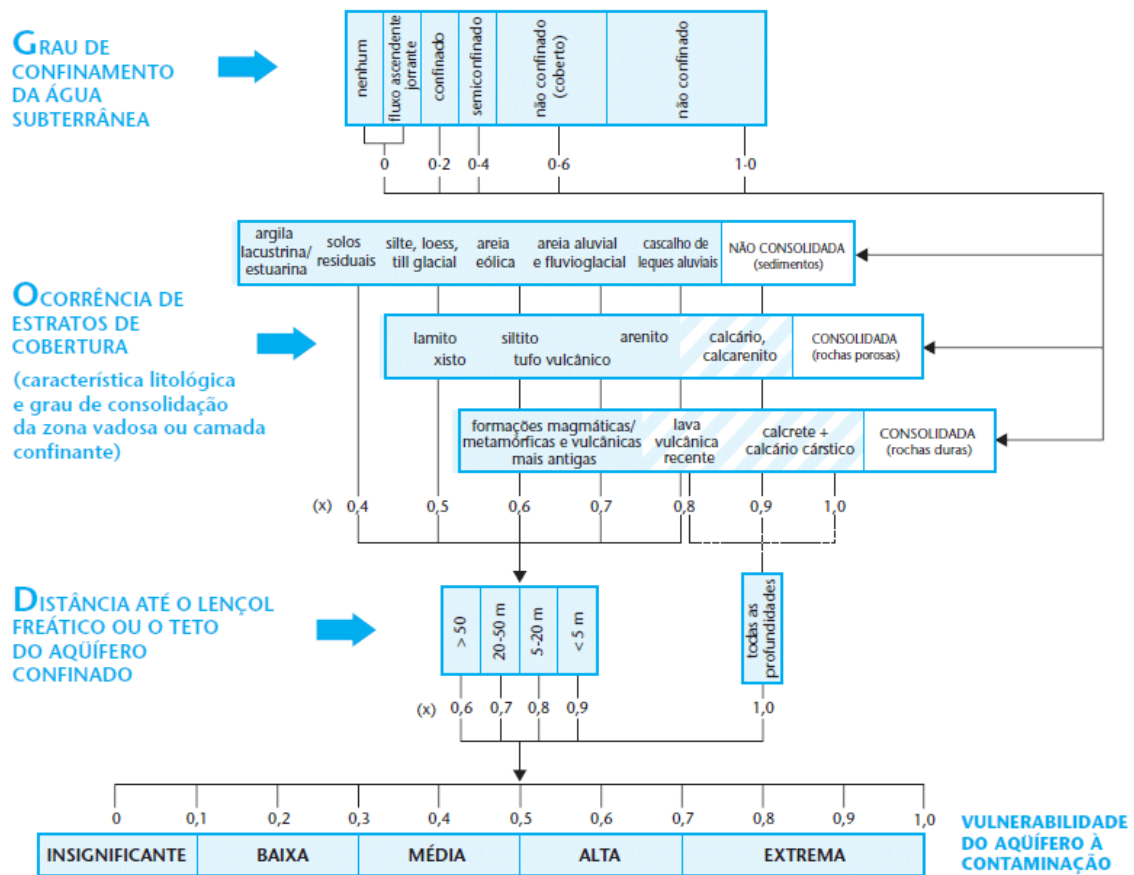 GRAU DE
CONFINAMENTO
DA ÁGUA
SUBTERRÂNEA
nenhum
fluxo ascendente
jorrante
confinado
semiconfinado
não confinado
(coberto)
não confinado
0 0·2 0·4 0·6 1·0
argila
lacustrina/
estuarina
solos
residuais
silte, loess,
till glacial
areia
eólica
areia aluvial
e fluvioglacial
cascalho de
leques aluviais
NÃO CONSOLIDADA
(sedimentos)
OCORRÊNCIA DE
ESTRATOS DE
COBERTURA
(característica litológica
e grau de consolidação
da zona vadosa ou camada
confinante)
lamito
xisto
siltito
tufo vulcânico
arenito
calcário,
calcarenito
CONSOLIDADA
(rochas porosas)
formações magmáticas/
metamórficas e vulcânicas
mais antigas
lava
vulcânica
recente
calcrete +
calcário cárstico
CONSOLIDADA
(rochas duras)
(x) 0,4 0,5 0,6 0,7 0,8 0,9 1,0
DISTÂNCIA ATÉ O LENÇOL
FREÁTICO OU O TETO
DO AQÜÍFERO
CONFINADO
> 50
20-50 m
5-20 m
< 5 m
todas as
profundidades
(x) 0,6 0,7 0,8 0,9 1,0
0 0,1 0,2 0,3 0,4 0,5 0,6 0,7 0,8 0,9 1,0
INSIGNIFICANTE BAIXA MÉDIA ALTA EXTREMA
VULNERABILIDADE
DO AQÜÍFERO À
CONTAMINAÇÃO